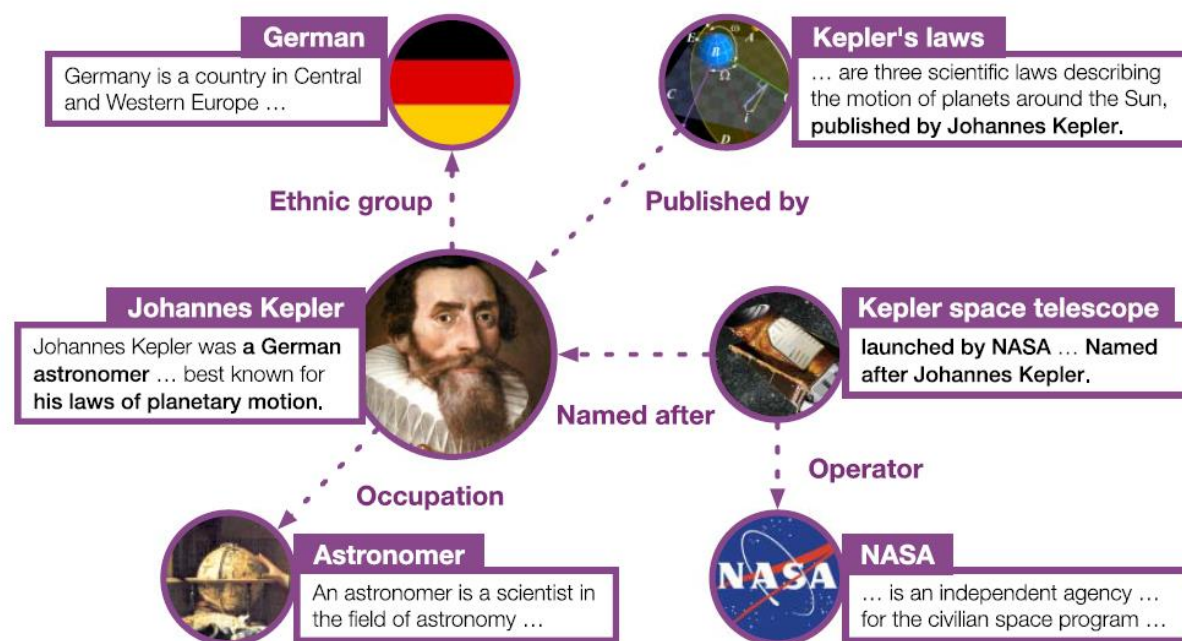 German
Germany is a country in Central
and Western Europe …
Kepler's laws
… are three scientific laws describing
the motion of planets around the Sun,
published by Johannes Kepler.
E
ω
A
B
Ω
C
i
D
Ethnic group
Published by
Johannes Kepler
Johannes Kepler was a German
astronomer … best known for
his laws of planetary motion.
Kepler space telescope
launched by NASA … Named
after Johannes Kepler.
Named after
Occupation
Operator
Astronomer
An astronomer is a scientist in
the field of astronomy …
NASA
NASA
… is an independent agency …
for the civilian space program …